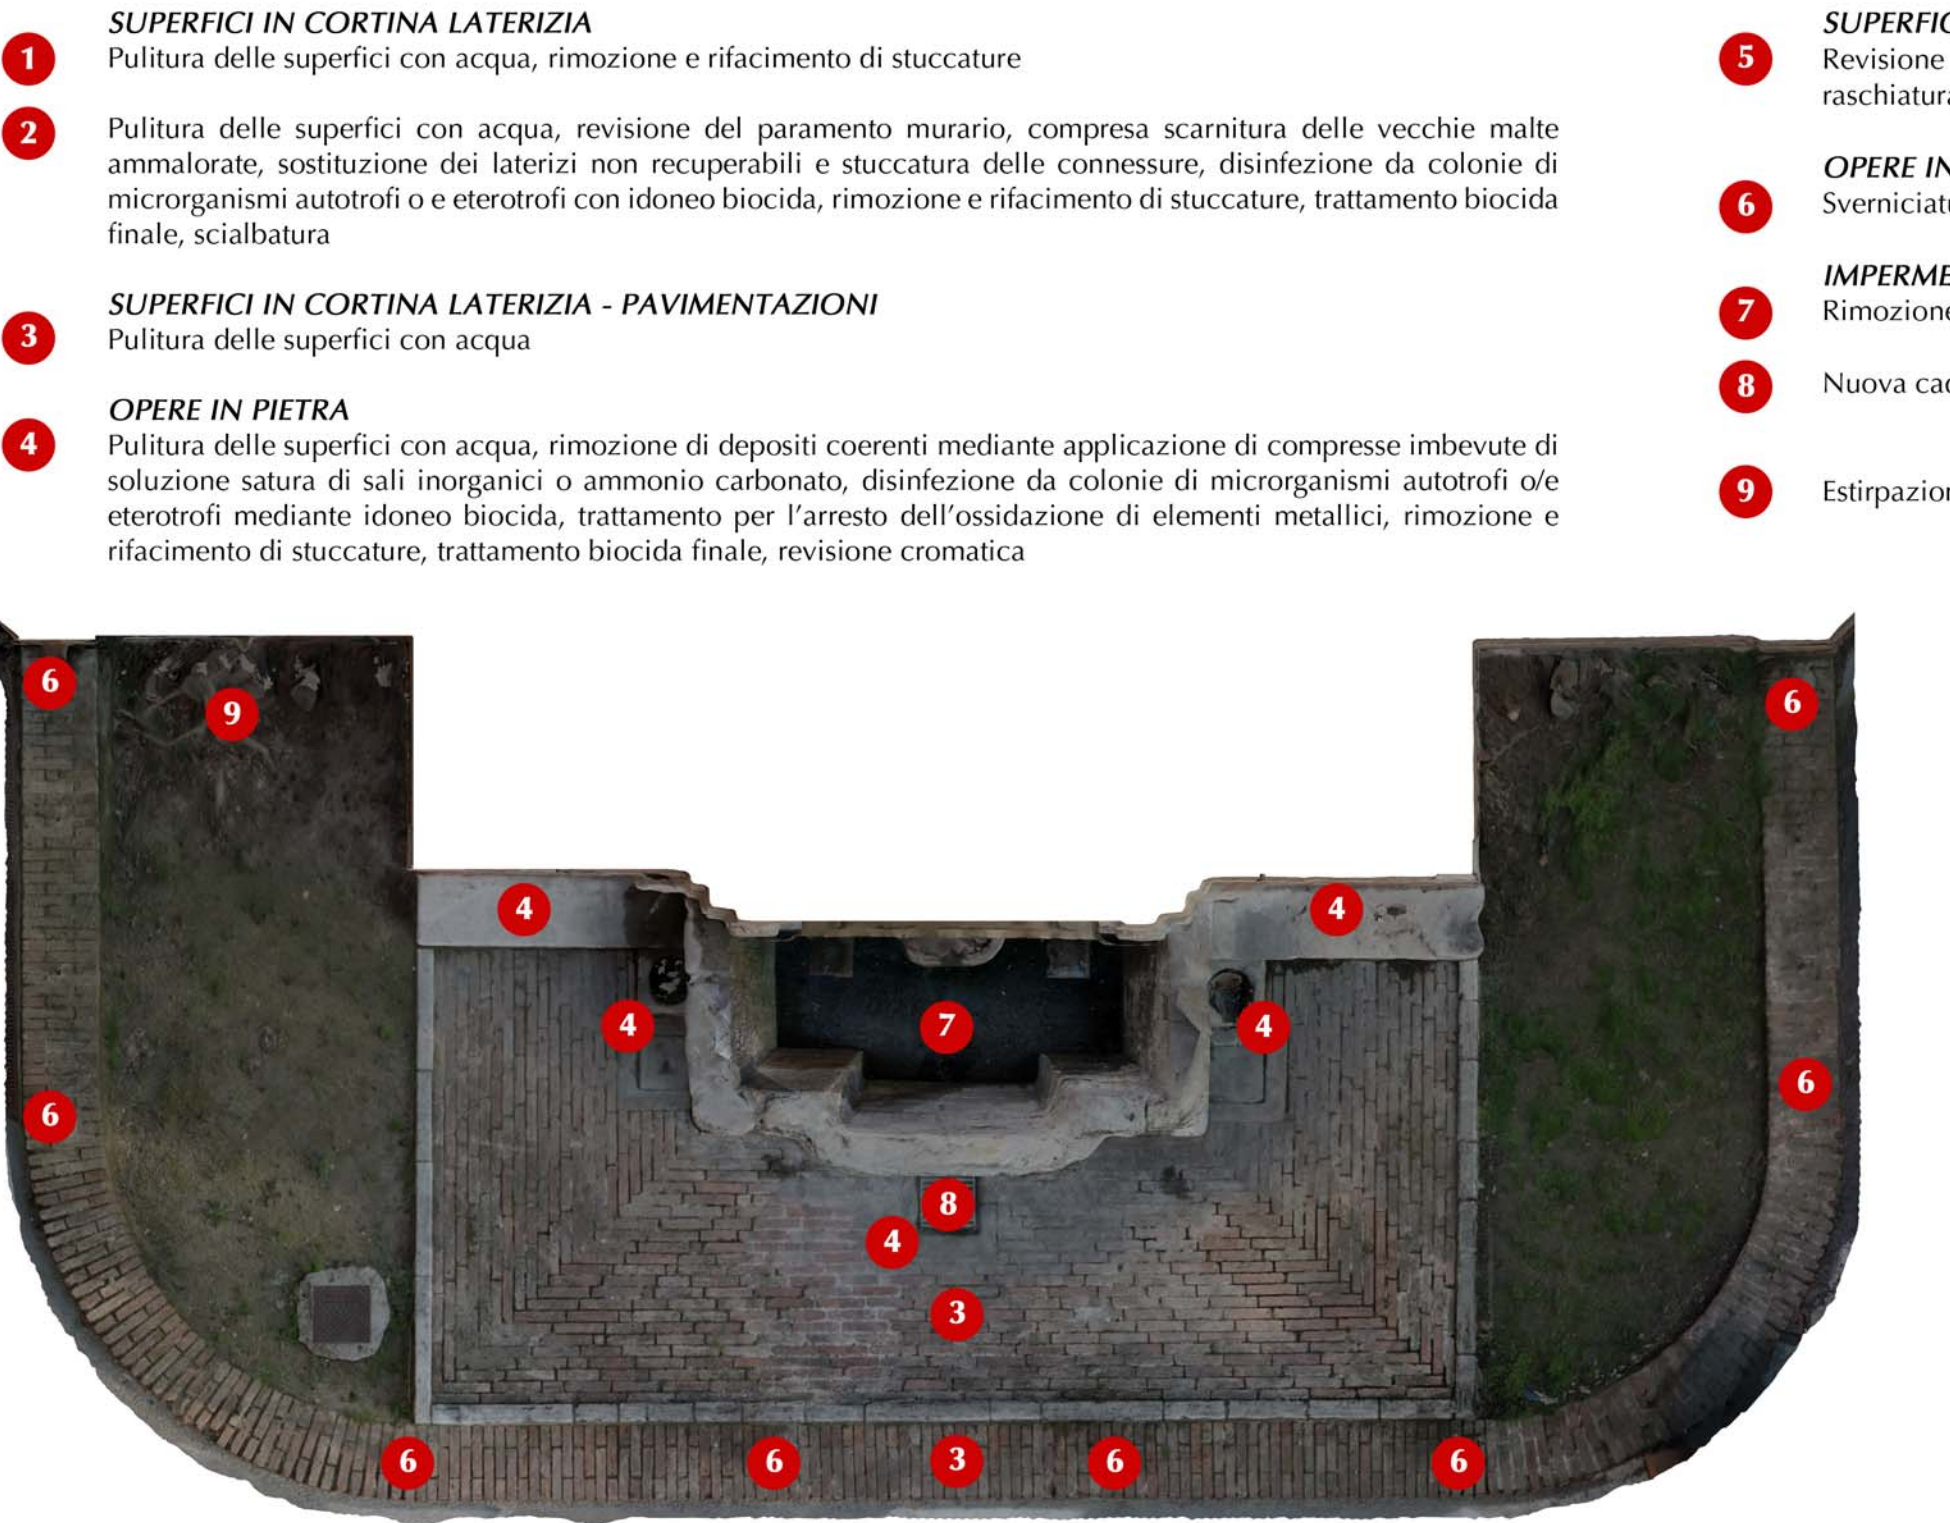 SUPERFICI IN CORTINA LATERIZIA
1 Pulitura delle superfici con acqua, rimozione e rifacimento di stuccature
2 Pulitura delle superfici con acqua, revisione del paramento murario, compresa scarnitura delle vecchie malte
ammalorate, sostituzione dei laterizi non recuperabili e stuccatura delle connessure, disinfezione da colonie di
microrganismi autotrofi o e eterotrofi con idoneo biocida, rimozione e rifacimento di stuccature, trattamento biocida
finale, scialbatura
SUPERFICI IN CORTINA LATERIZIA - PAVIMENTAZIONI
3 Pulitura delle superfici con acqua
OPERE IN PIETRA
4 Pulitura delle superfici con acqua, rimozione di depositi coerenti mediante applicazione di compresse imbevute di
soluzione satura di sali inorganici o ammonio carbonato, disinfezione da colonie di microrganismi autotrofi o/e
eterotrofi mediante idoneo biocida, trattamento per l'arresto dell'ossidazione di elementi metallici, rimozione e
rifacimento di stuccature, trattamento biocida finale, revisione cromatica
5 Revisione
OPERE IN
6
7 Rimozione
8 Nuova
9
6
9
6
4
4
4
7
4
6
6
8
4
3
6
6
3
6
6